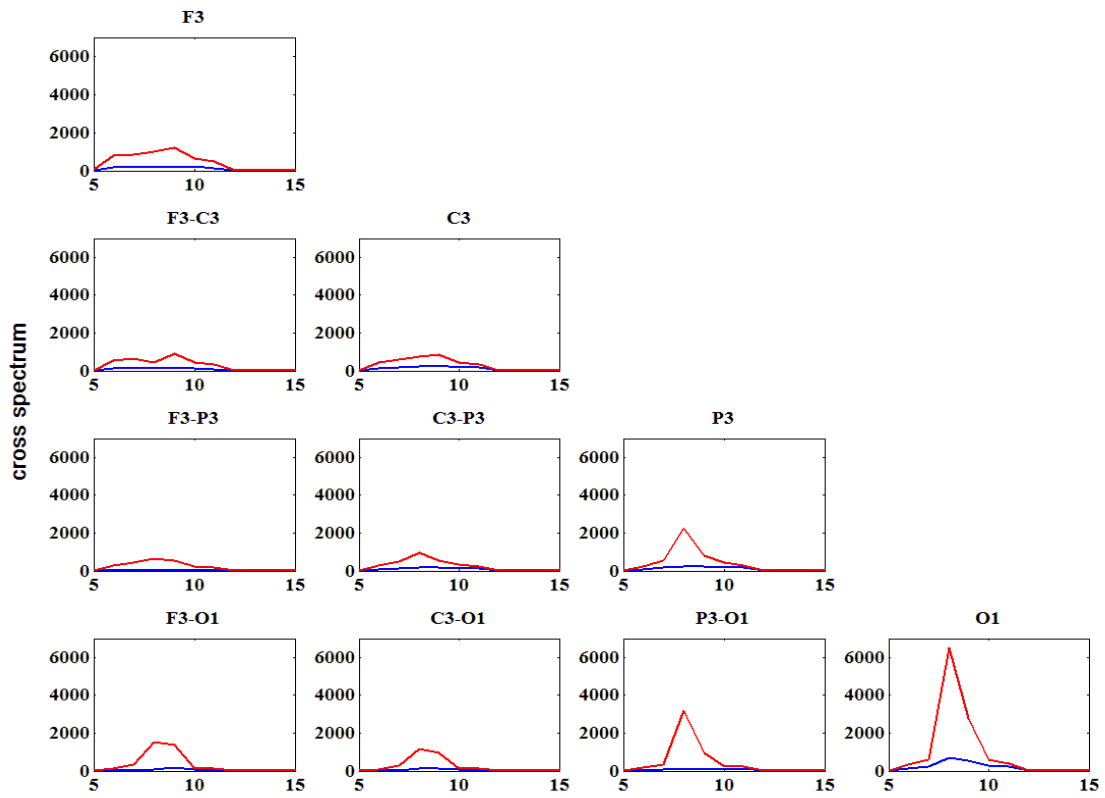 F3
6000
4000
2000
0
5 10 15
F3-C3 C3
6000 6000
4000 4000
2000 2000
0 0
5 10 15 5 10 15
cross spectrum
F3-P3 C3-P3 P3
6000 6000 6000
4000 4000 4000
2000 2000 2000
0 0 0
5 10 15 5 10 15 5 10 15
F3-O1 C3-O1 P3-O1 O1
6000 6000 6000 6000
4000 4000 4000 4000
2000 2000 2000 2000
0 0 0 0
5 10 15 5 10 15 5 10 15 5 10 15